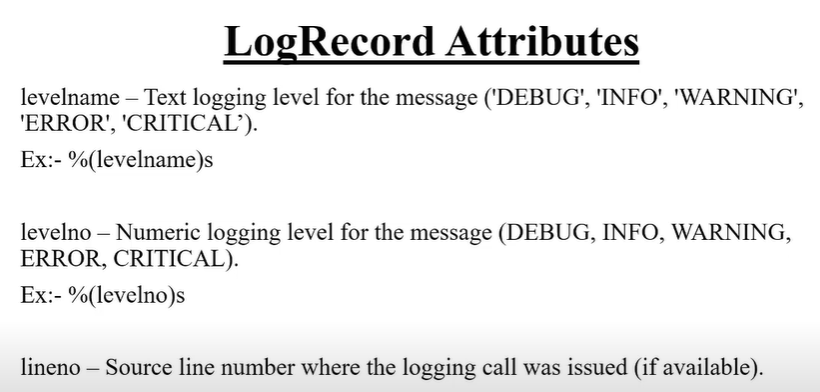 LogRecord Attributes
levelname – Text logging level for the message ('DEBUG', 'INFO', 'WARNING',
'ERROR', 'CRITICAL’).
Ex:- %(levelname)s
levelno – Numeric logging level for the message (DEBUG, INFO, WARNING,
ERROR, CRITICAL).
Ex:- %(levelno)s
lineno – Source line number where the logging call was issued (if available).